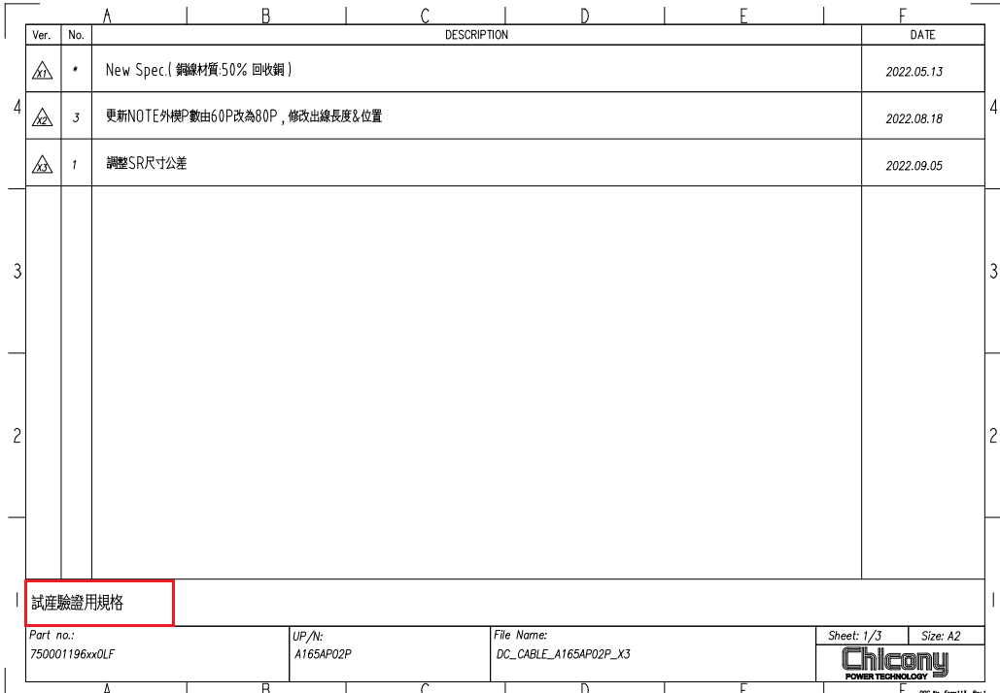 A B C D E F
Ver. No. DESCRIPTION DATE
X1 * New Spec.( 銅線材質:50% 回收銅 ) 2022.05.13
4 4
X2 3 更新NOTE外模P數由60P改為80P , 修改出線長度&位置 2022.08.18
X3 1 調整SR尺寸公差 2022.09.05
3 3
2 2
1 試產驗證用規格 1
Part no.: UP/N: File Name: Sheet: 1/3 Size: A2
750001196xx0LF A165AP02P DC_CABLE_A165AP02P_X3 Chicony
POWER TECHNOLOGY
A B C D E F